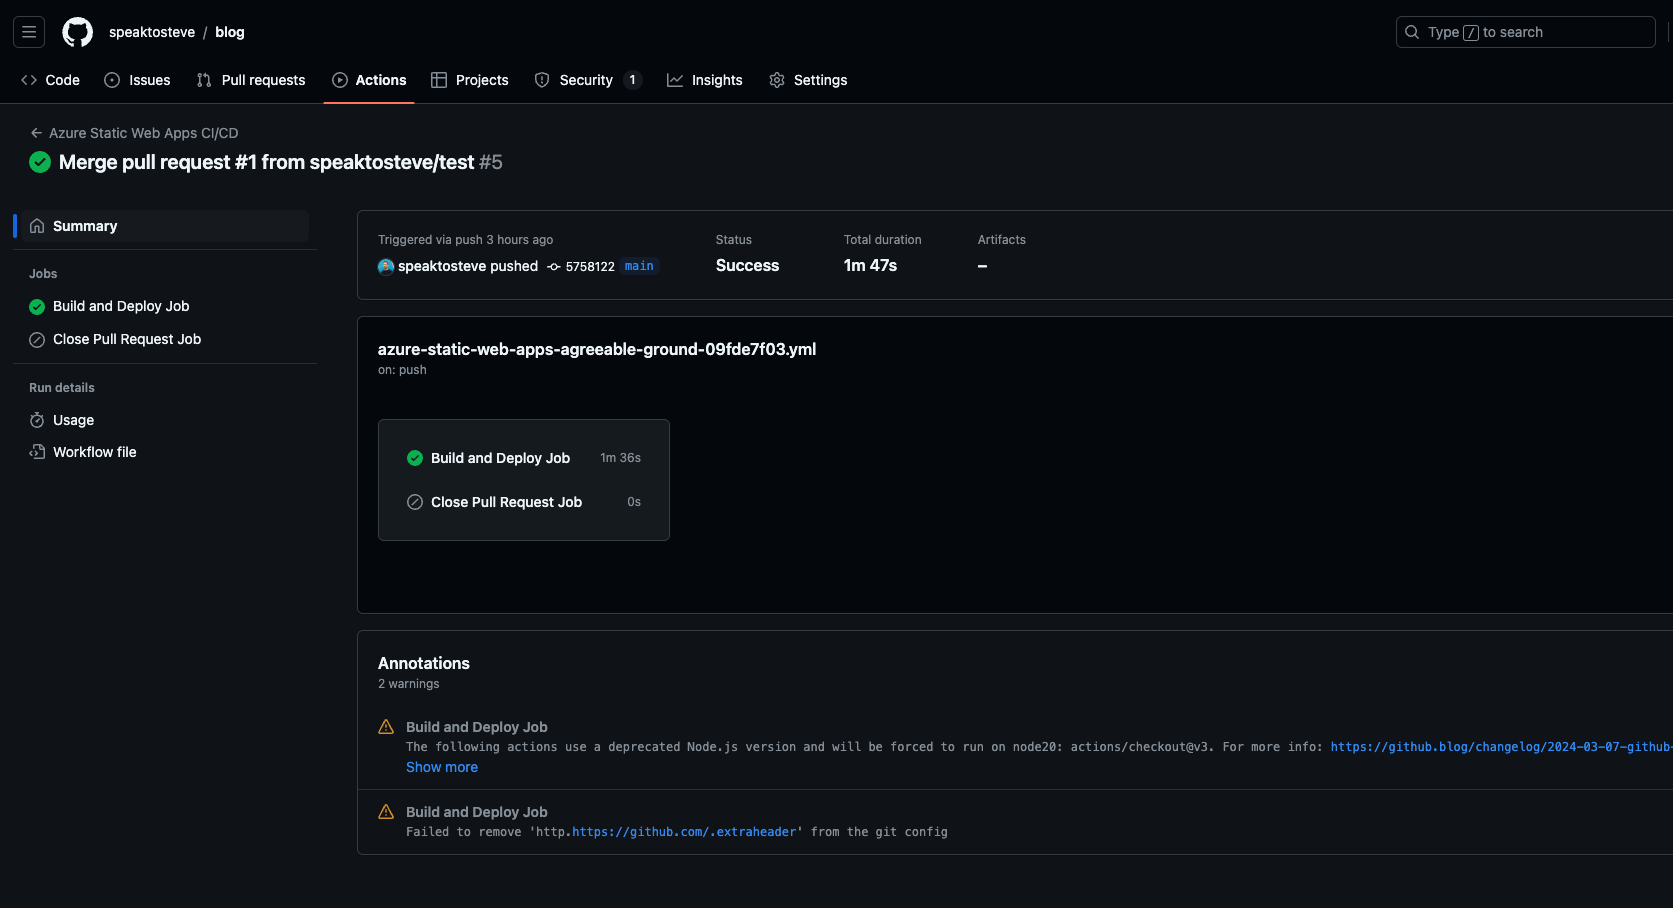 speaktosteve / blog
Type / to search
Code Issues Pull requests Actions Projects Security 1 Insights Settings
Azure Static Web Apps CI/CD
Merge pull request #1 from speaktosteve/test #5
Summary
Jobs
Build and Deploy Job
Close Pull Request Job
Run details
Usage
Workflow file
Triggered via push 3 hours ago
speaktosteve pushed 5758122 main
Status
Success
Total duration
1m 47s
Artifacts
–
azure-static-web-apps-agreeable-ground-09fde7f03.yml
on: push
Build and Deploy Job 1m 36s
Close Pull Request Job 0s
Annotations
2 warnings
Build and Deploy Job
The following actions use a deprecated Node.js version and will be forced to run on node20: actions/checkout@v3. For more info: https://github.blog/changelog/2024-03-07-github-
Show more
Build and Deploy Job
Failed to remove 'http.https://github.com/.extraheader' from the git config